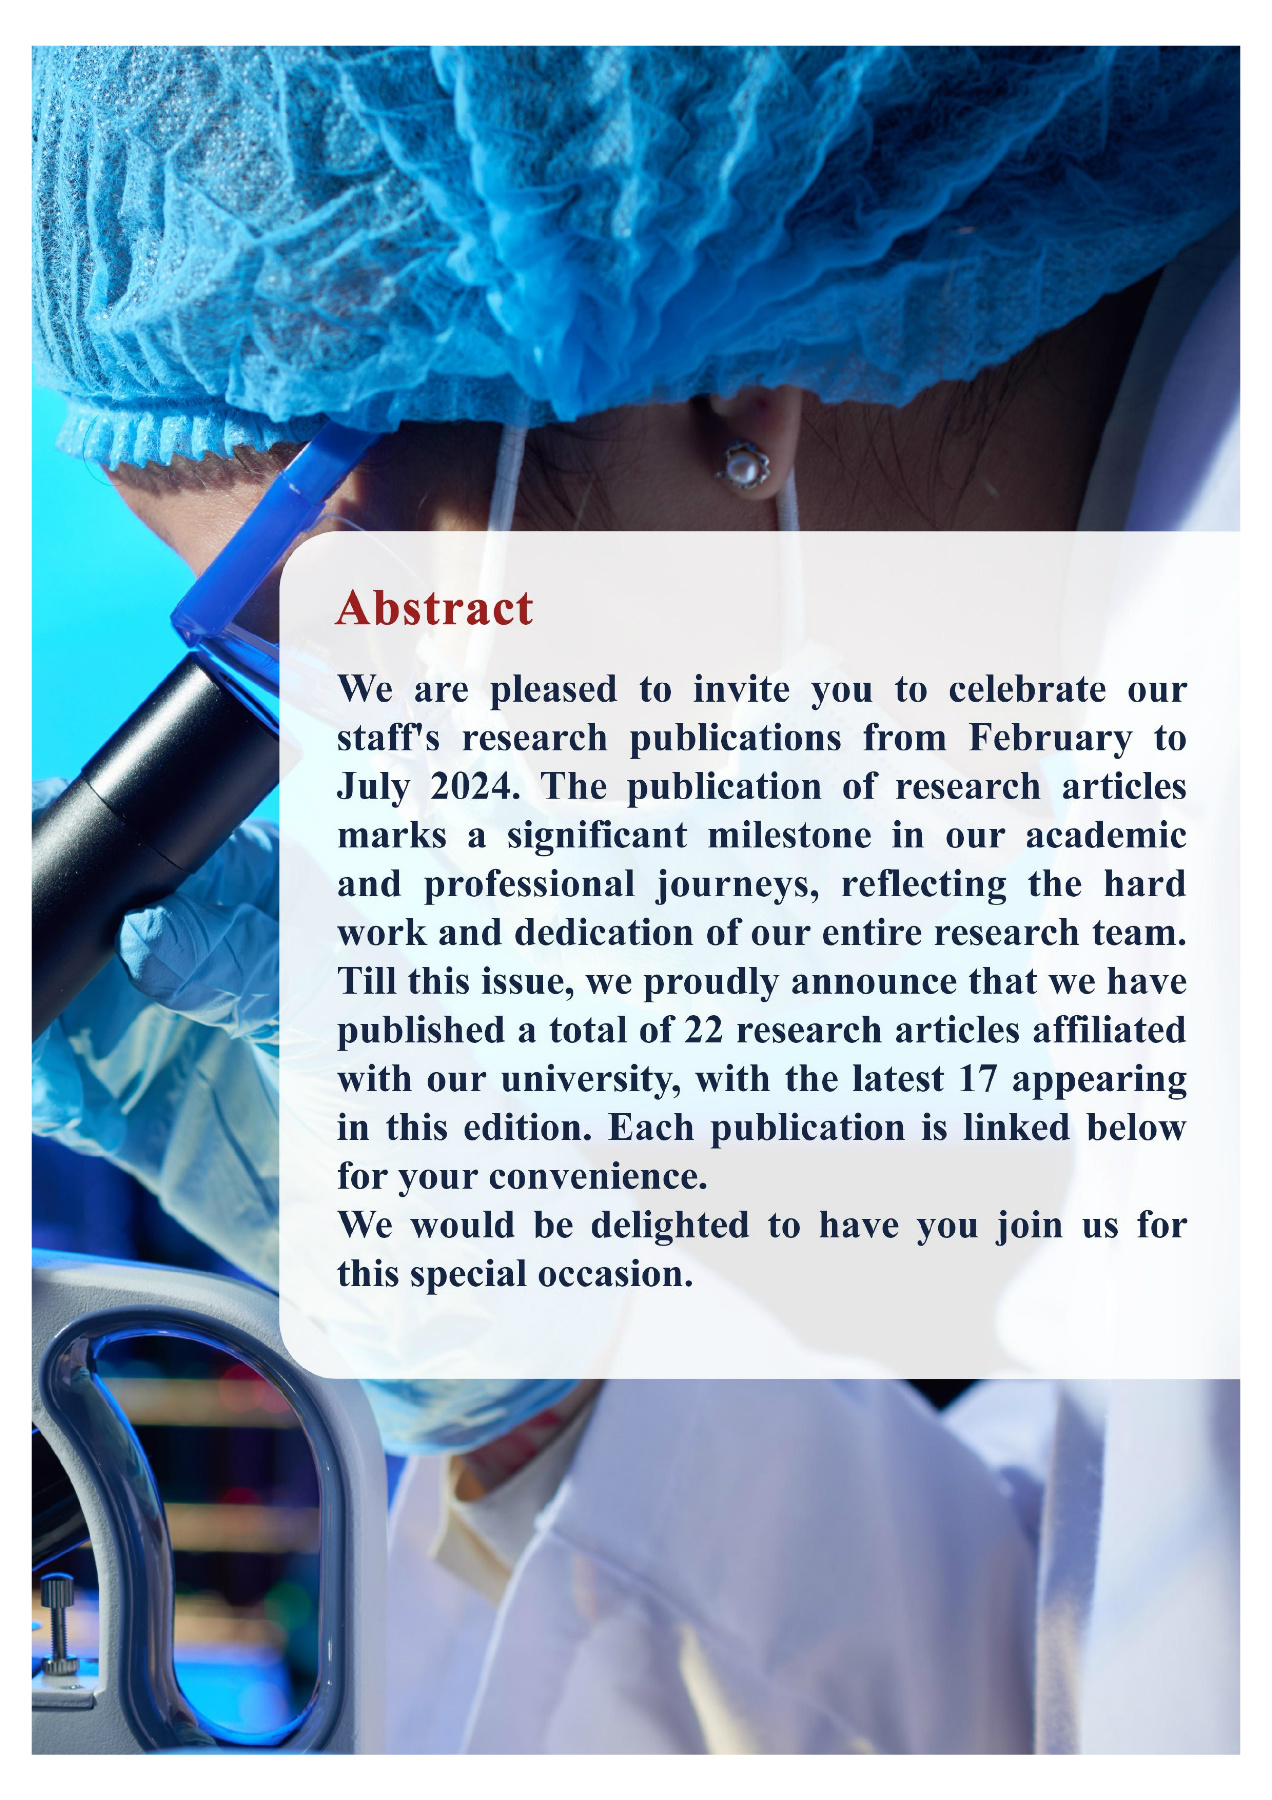 Abstract
We are pleased to invite you to celebrate our
staff's research publications from February to
July 2024. The publication of research articles
marks a significant milestone in our academic
and professional journeys, reflecting the hard
work and dedication of our entire research team.
Till this issue, we proudly announce that we have
published a total of 22 research articles affiliated
with our university, with the latest 17 appearing
in this edition. Each publication is linked below
for your convenience.
We would be delighted to have you join us for
this special occasion.